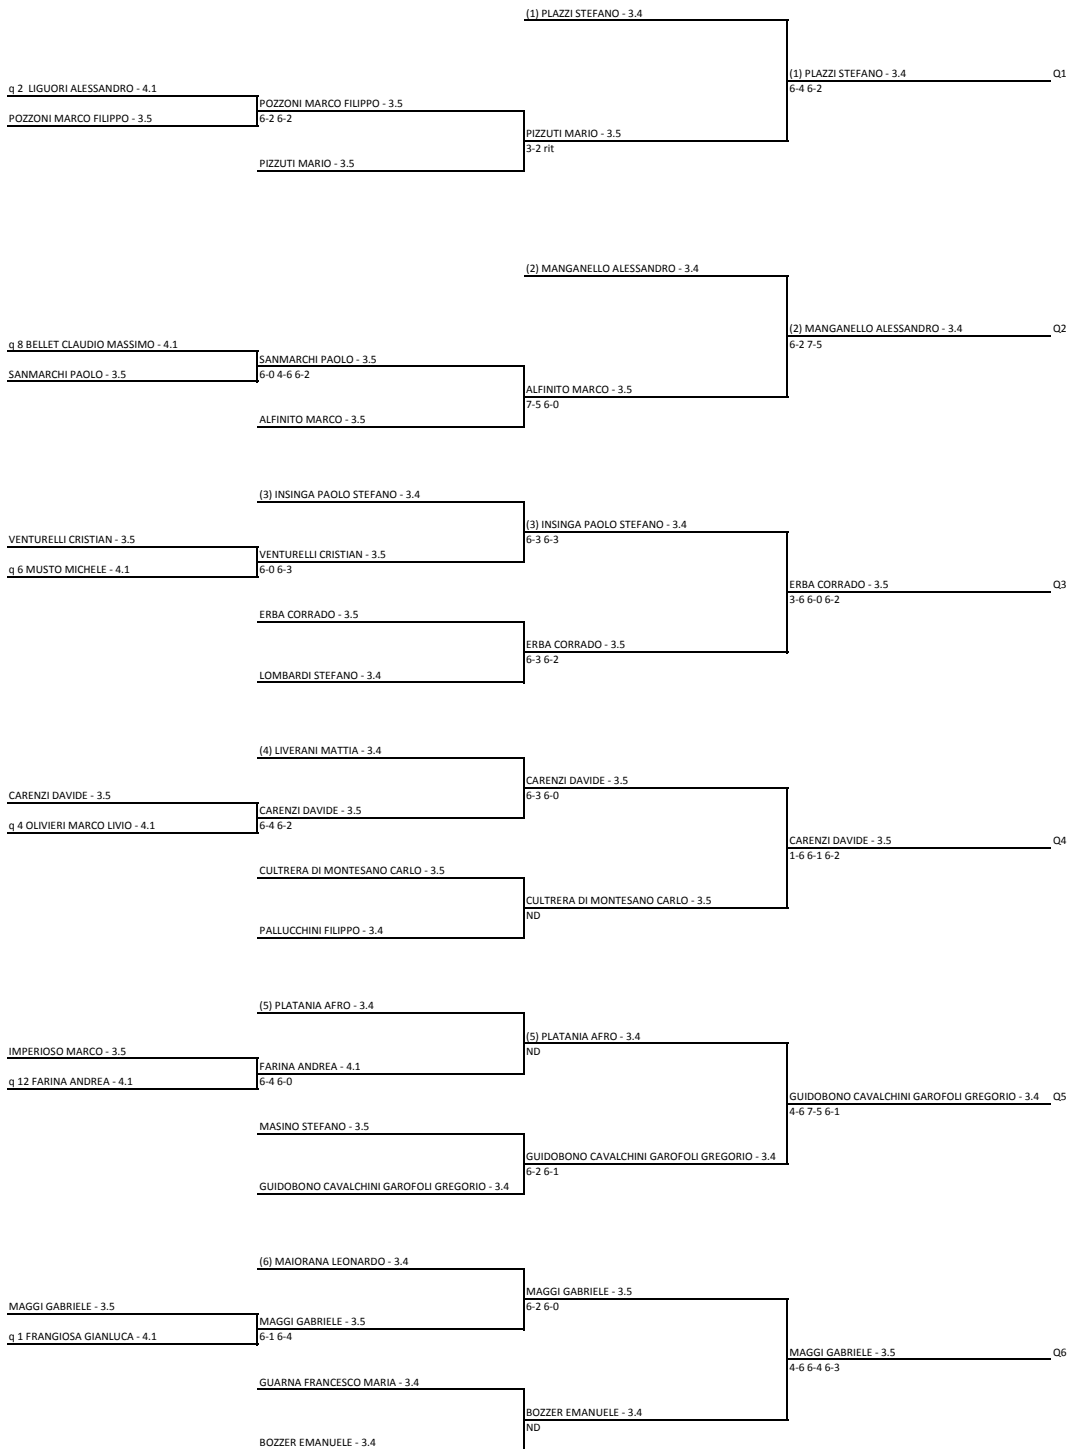 (1) PLAZZI STEFANO - 3.4
(1) PLAZZI STEFANO - 3.4 Q1
q 2 LIGUORI ALESSANDRO - 4.1
6-4 6-2
POZZONI MARCO FILIPPO - 3.5
POZZONI MARCO FILIPPO - 3.5
6-2 6-2
PIZZUTI MARIO - 3.5
3-2 rit
PIZZUTI MARIO - 3.5
(2) MANGANELLO ALESSANDRO - 3.4
(2) MANGANELLO ALESSANDRO - 3.4 Q2
q 8 BELLET CLAUDIO MASSIMO - 4.1
6-2 7-5
SANMARCHI PAOLO - 3.5
SANMARCHI PAOLO - 3.5
6-0 4-6 6-2
ALFINITO MARCO - 3.5
7-5 6-0
ALFINITO MARCO - 3.5
(3) INSINGA PAOLO STEFANO - 3.4
(3) INSINGA PAOLO STEFANO - 3.4
VENTURELLI CRISTIAN - 3.5
6-3 6-3
VENTURELLI CRISTIAN - 3.5
q 6 MUSTO MICHELE - 4.1
6-0 6-3
ERBA CORRADO - 3.5 Q3
3-6 6-0 6-2
ERBA CORRADO - 3.5
ERBA CORRADO - 3.5
6-3 6-2
LOMBARDI STEFANO - 3.4
(4) LIVERANI MATTIA - 3.4
CARENZI DAVIDE - 3.5
CARENZI DAVIDE - 3.5
6-3 6-0
CARENZI DAVIDE - 3.5
q 4 OLIVIERI MARCO LIVIO - 4.1
6-4 6-2
CARENZI DAVIDE - 3.5 Q4
1-6 6-1 6-2
CULTRERA DI MONTESANO CARLO - 3.5
CULTRERA DI MONTESANO CARLO - 3.5
ND
PALLUCCHINI FILIPPO - 3.4
(5) PLATANIA AFRO - 3.4
(5) PLATANIA AFRO - 3.4
IMPERIOSO MARCO - 3.5
ND
FARINA ANDREA - 4.1
q 12 FARINA ANDREA - 4.1
6-4 6-0
GUIDOBONO CAVALCHINI GAROFOLI GREGORIO - 3.4 Q5
4-6 7-5 6-1
MASINO STEFANO - 3.5
GUIDOBONO CAVALCHINI GAROFOLI GREGORIO - 3.4
6-2 6-1
GUIDOBONO CAVALCHINI GAROFOLI GREGORIO - 3.4
(6) MAIORANA LEONARDO - 3.4
MAGGI GABRIELE - 3.5
MAGGI GABRIELE - 3.5
6-2 6-0
MAGGI GABRIELE - 3.5
q 1 FRANGIOSA GIANLUCA - 4.1
6-1 6-4
MAGGI GABRIELE - 3.5 Q6
4-6 6-4 6-3
GUARNA FRANCESCO MARIA - 3.4
BOZZER EMANUELE - 3.4
ND
BOZZER EMANUELE - 3.4